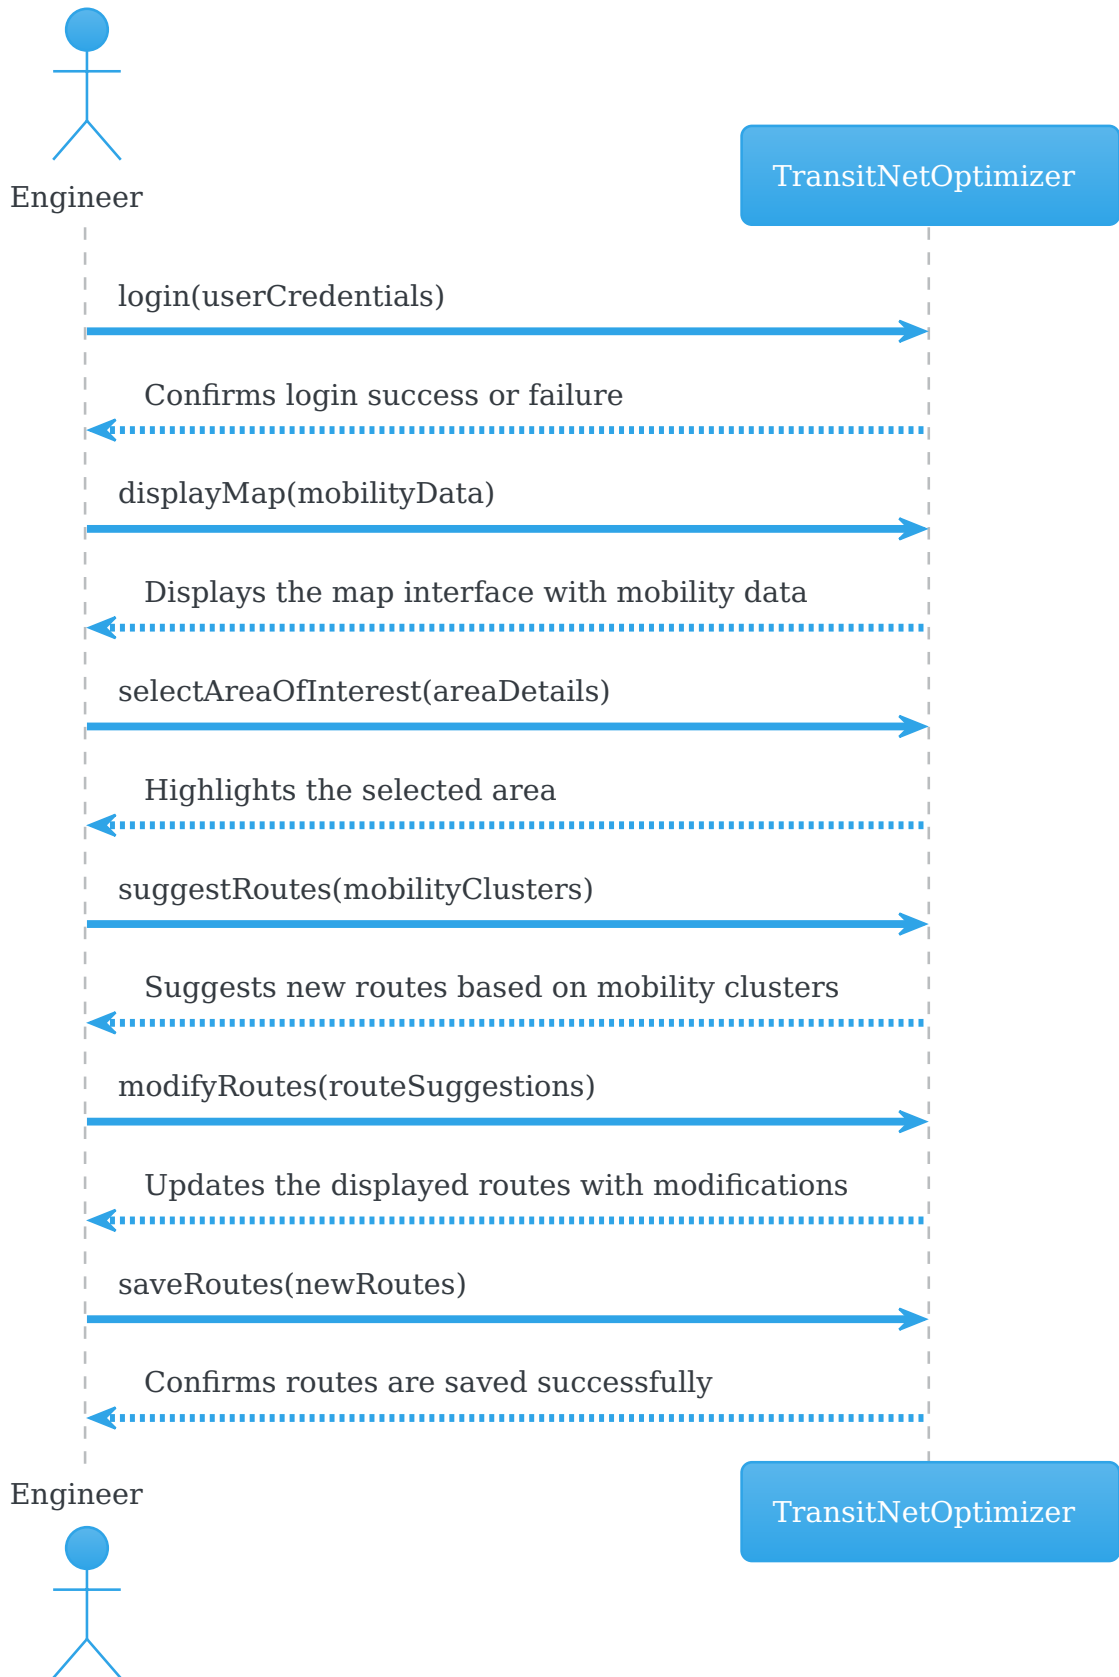 Engineer
TransitNetOptimizer
login(userCredentials)
Confirms login success or failure
displayMap(mobilityData)
Displays the map interface with mobility data
selectAreaOfInterest(areaDetails)
Highlights the selected area
suggestRoutes(mobilityClusters)
Suggests new routes based on mobility clusters
modifyRoutes(routeSuggestions)
Updates the displayed routes with modifications
saveRoutes(newRoutes)
Confirms routes are saved successfully
Engineer
TransitNetOptimizer